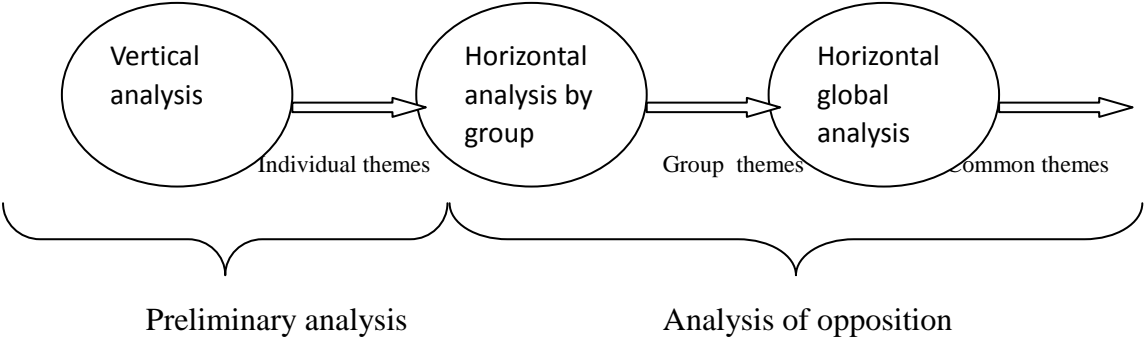 Vertical
analysis
Horizontal
analysis by
group
Horizontal
global
analysis
Individual themes
Group themes
Common themes
Preliminary analysis
Analysis of opposition